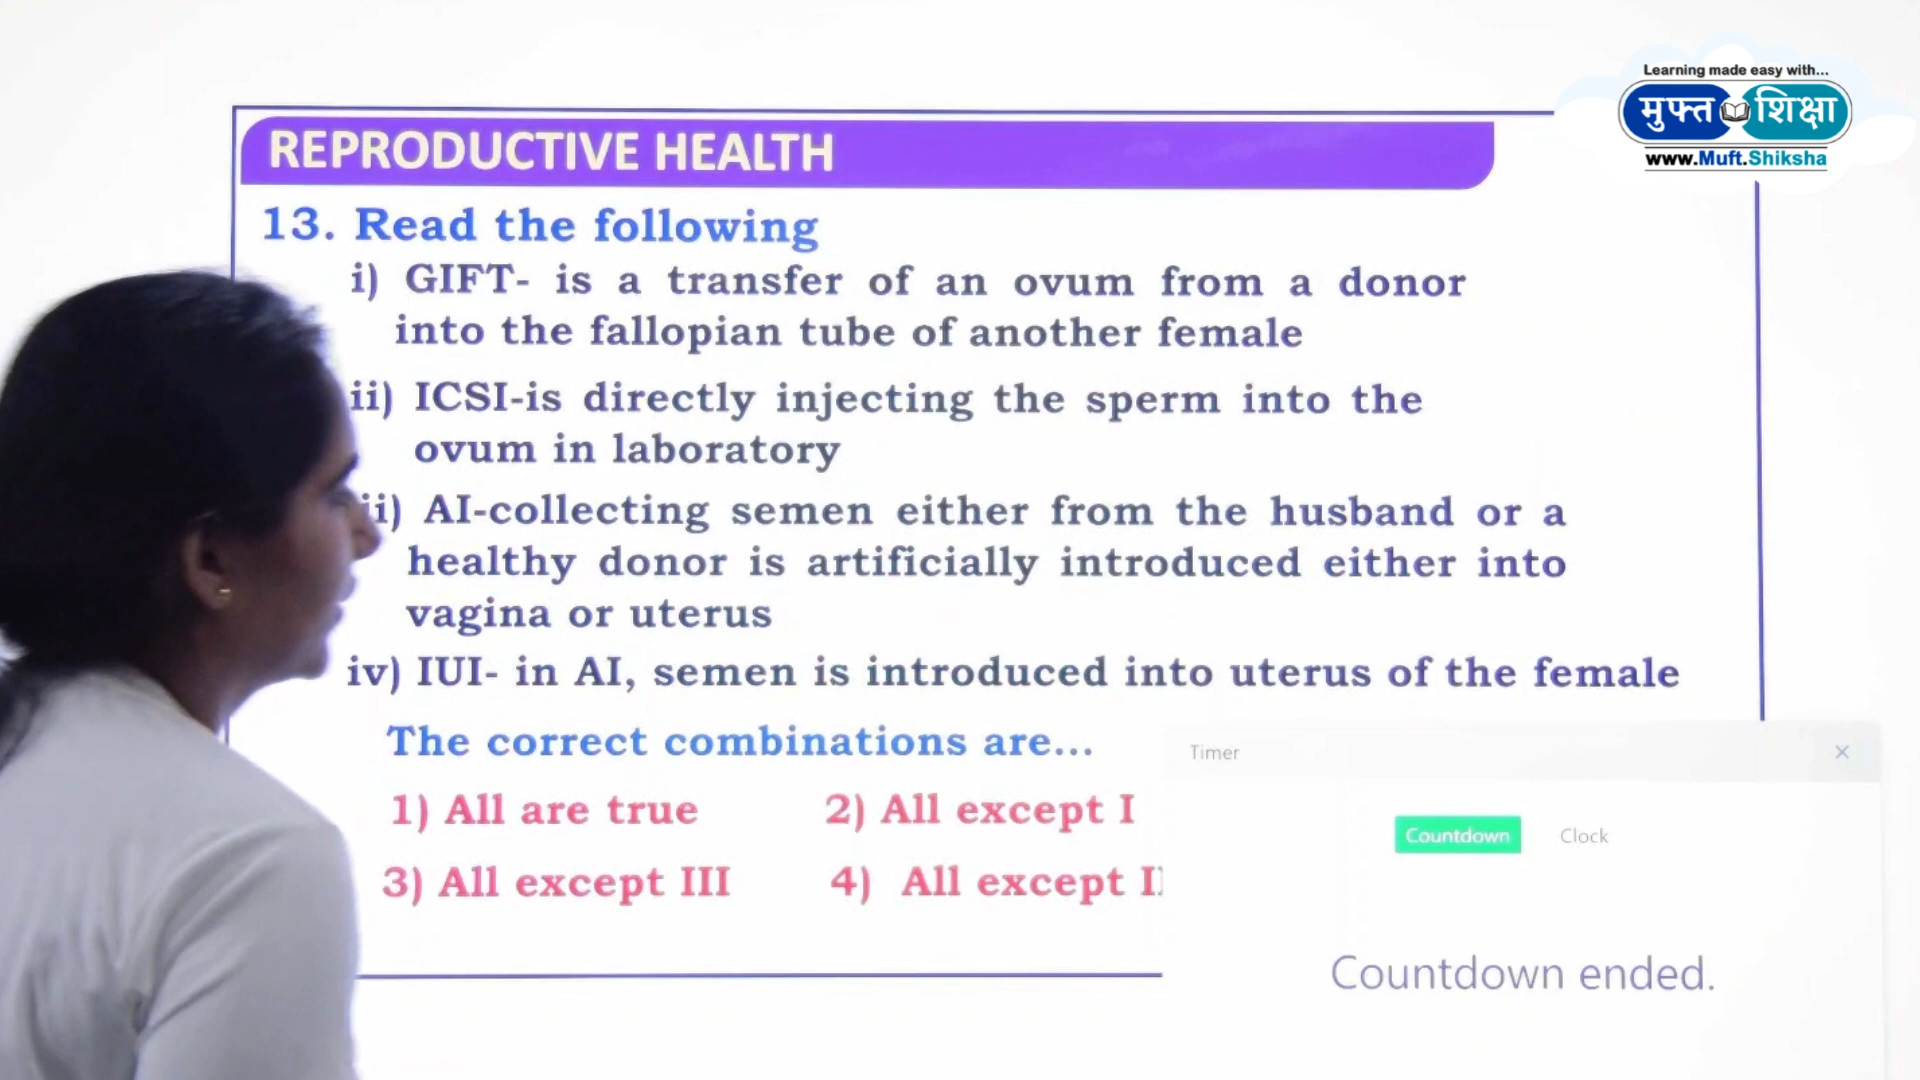 Learning made easy with...
मुफ्त शिक्षा
www.Muft.Shiksha
REPRODUCTIVE HEALTH
13. Read the following
i) GIFT- is a transfer of an ovum from a donor
into the fallopian tube of another female
ii) ICSI-is directly injecting the sperm into the
ovum in laboratory
ii) AI-collecting semen either from the husband or a
healthy donor is artificially introduced either into
vagina or uterus
iv) IUI- in AI, semen is introduced into uterus of the female
The correct combinations are...
1) All are true 2) All except I
3) All except III 4) All except
Timer
Countdown Clock
Countdown ended.